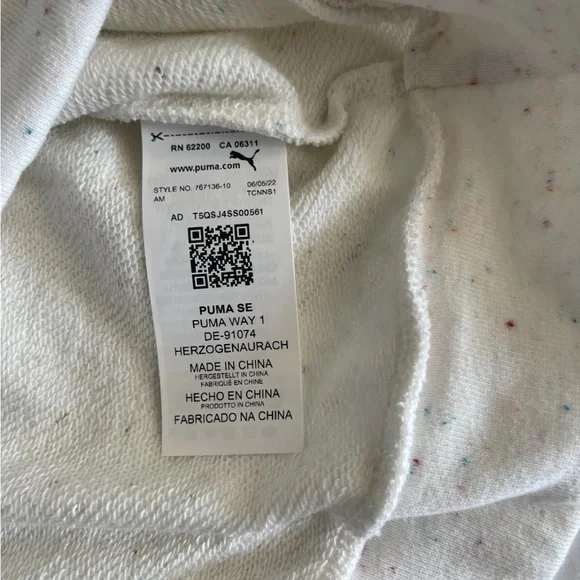 RN 62200 CA 06311
www.puma.com
STYLE NO. 767136-10 06/05/22
AM TCNNS1
AD T5QSJ4SS00561
PUMA SE
PUMA WAY 1
DE-91074
HERZOGENAURACH
MADE IN CHINA
HERGESTELLT IN CHINA
FABRIQUÉ EN CHINE
HECHO EN CHINA
PRODOTTO IN CHINA
FABRICADO NA CHINA